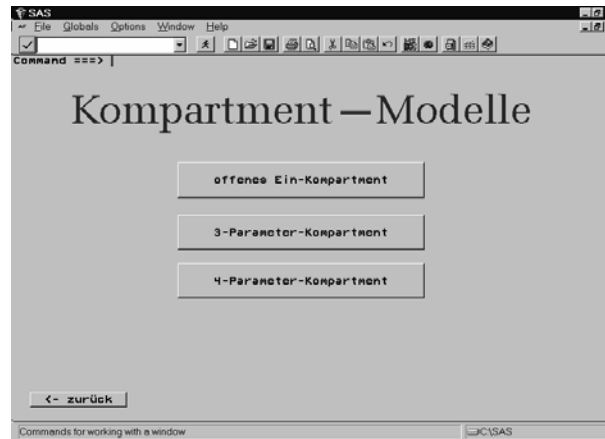 SAS
File Globals Options Window Help
Command ===>
Kompartment – Modelle
offenes Ein-Kompartment
3-Parameter-Kompartment
4-Parameter-Kompartment
<- zurück
Commands for working with a window
C:\SAS